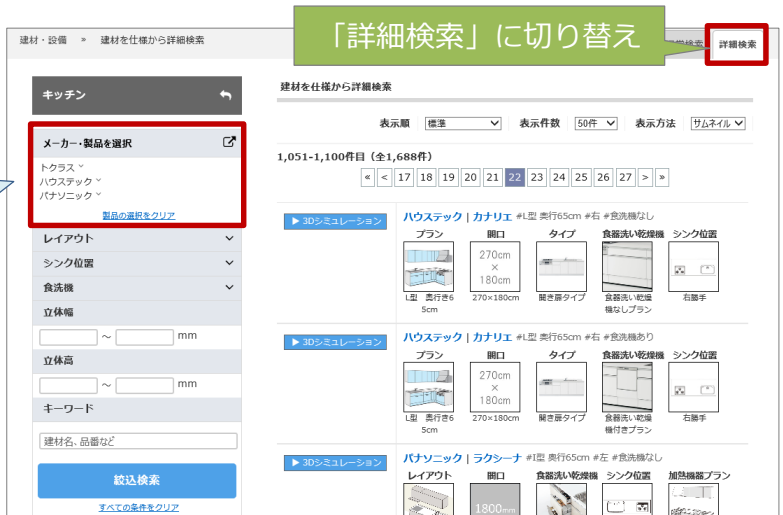 「詳細検索」に切り替え
建材・設備 » 建材を仕様から詳細検索
詳細検索
キッチン
メーカー・製品を選択
トクラス
ハウステック
パナソニック
製品の選択をクリア
レイアウト
シンク位置
食洗機
立体幅
～ mm
立体高
～ mm
キーワード
建材名、品番など
絞込検索
すべての条件をクリア
建材を仕様から詳細検索
表示順 標準 表示件数 50件 表示方法 サムネイル
1,051-1,100件目（全1,688件）
« < 17 18 19 20 21 22 23 24 25 26 27 > »
▶ 3Dシミュレーション
ハウステック | カナリエ #L型 奥行65cm #右 #食洗機なし
プラン 間口 タイプ 食器洗い乾燥機 シンク位置
270cm
×
180cm
L型 奥行き6 270×180cm 開き扉タイプ 食器洗い乾燥 右勝手
5cm 機なしプラン
▶ 3Dシミュレーション
ハウステック | カナリエ #L型 奥行65cm #右 #食洗機あり
プラン 間口 タイプ 食器洗い乾燥機 シンク位置
270cm
×
180cm
L型 奥行き6 270×180cm 開き扉タイプ 食器洗い乾燥 右勝手
5cm 機付きプラン
▶ 3Dシミュレーション
パナソニック | ラクシーナ #I型 奥行65cm #左 #食洗機なし
レイアウト 間口 食器洗い乾燥機 シンク位置 加熱機器プラン
1800mm